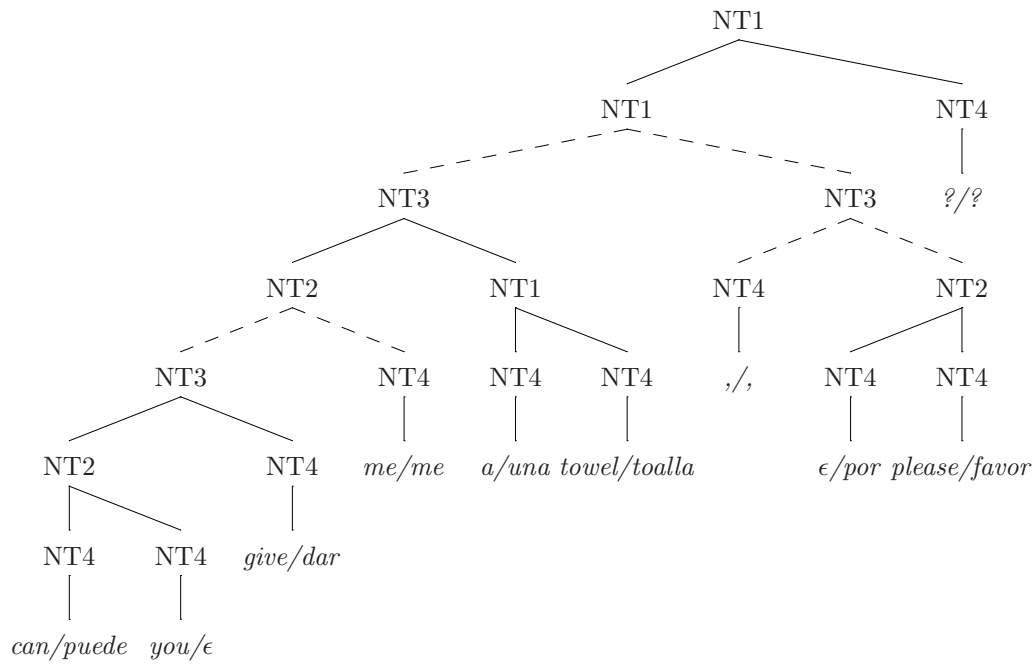 NT1
NT1 NT4
NT3 NT3 ?/?
NT2 NT1 NT4 NT2
NT3 NT4 NT4 NT4 ,/, NT4 NT4
NT2 NT4 me/me a/una towel/toalla ϵ/por please/favor
NT4 NT4 give/dar
can/puede you/ϵ